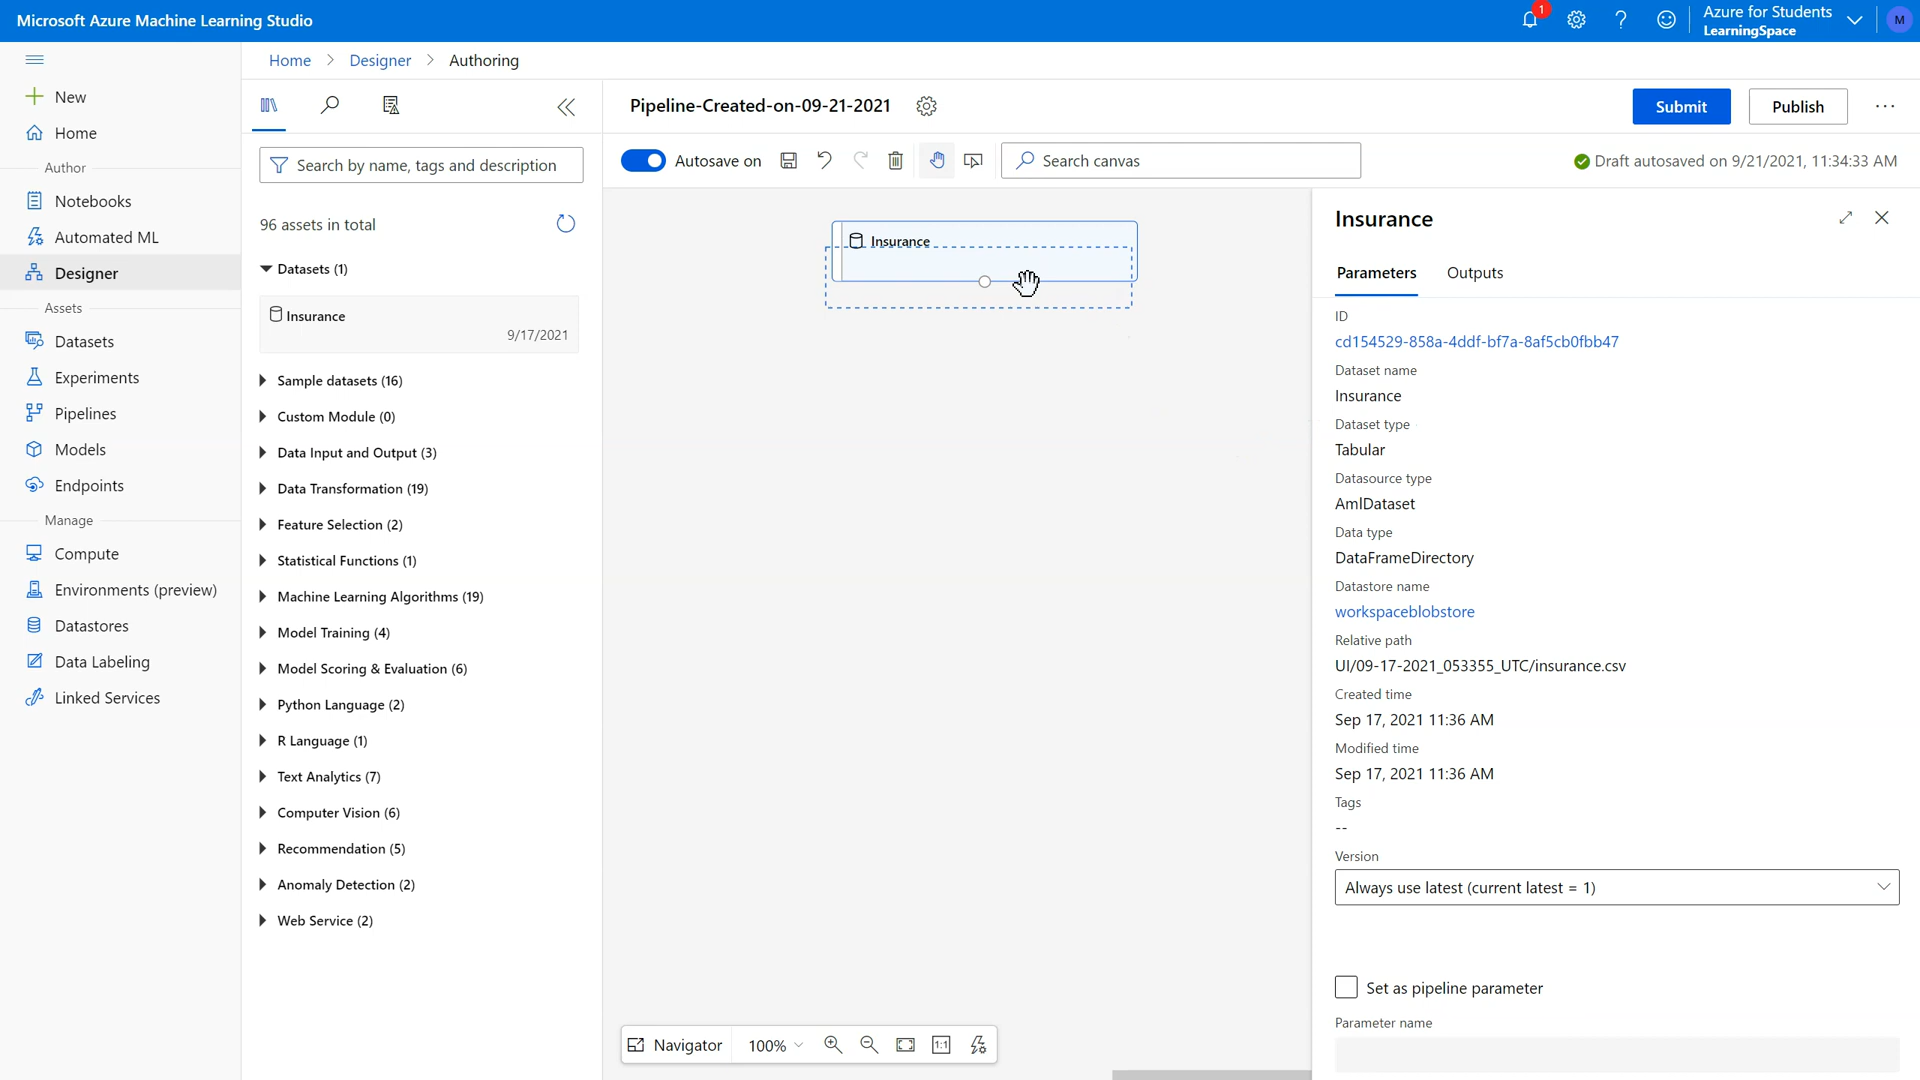 Microsoft Azure Machine Learning Studio
1
Azure for Students
LearningSpace
M
Home > Designer > Authoring
New
Home
Author
Notebooks
Automated ML
Designer
Assets
Datasets
Experiments
Pipelines
Models
Endpoints
Manage
Compute
Environments (preview)
Datastores
Data Labeling
Linked Services
Search by name, tags and description
96 assets in total
Datasets (1)
Insurance
9/17/2021
Sample datasets (16)
Custom Module (0)
Data Input and Output (3)
Data Transformation (19)
Feature Selection (2)
Statistical Functions (1)
Machine Learning Algorithms (19)
Model Training (4)
Model Scoring & Evaluation (6)
Python Language (2)
R Language (1)
Text Analytics (7)
Computer Vision (6)
Recommendation (5)
Anomaly Detection (2)
Web Service (2)
Pipeline-Created-on-09-21-2021
Submit
Publish
Autosave on
Search canvas
Draft autosaved on 9/21/2021, 11:34:33 AM
Insurance
Navigator
100%
1:1
Insurance
Parameters
Outputs
ID
cd154529-858a-4ddf-bf7a-8af5cb0fbb47
Dataset name
Insurance
Dataset type
Tabular
Datasource type
AmlDataset
Data type
DataFrameDirectory
Datastore name
workspaceblobstore
Relative path
UI/09-17-2021_053355_UTC/insurance.csv
Created time
Sep 17, 2021 11:36 AM
Modified time
Sep 17, 2021 11:36 AM
Tags
--
Version
Always use latest (current latest = 1)
Set as pipeline parameter
Parameter name